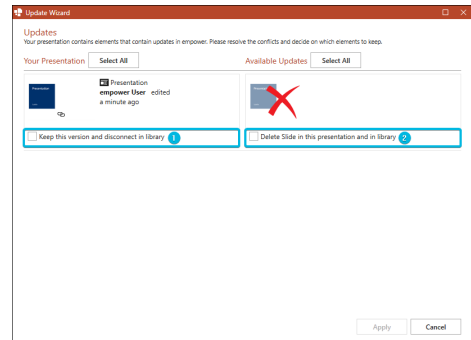 Update Wizard
Updates
Your presentation contains elements that contain updates in empower. Please resolve the conflicts and decide on which elements to keep.
Your Presentation Select All Available Updates Select All
Presentation
empower User edited
a minute ago
Presentation
Keep this version and disconnect in library 1
Delete Slide in this presentation and in library 2
Apply Cancel